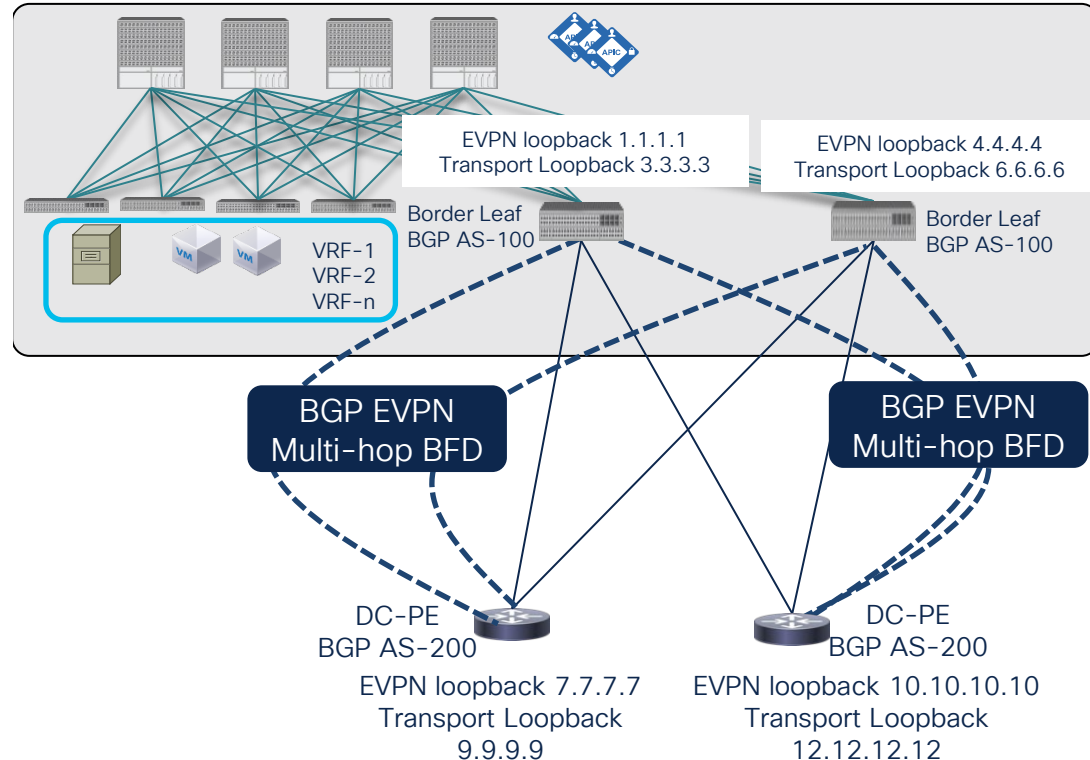 APIC
EVPN loopback 1.1.1.1
Transport Loopback 3.3.3.3
EVPN loopback 4.4.4.4
Transport Loopback 6.6.6.6
Border Leaf
BGP AS-100
Border Leaf
BGP AS-100
VM
VM
VRF-1
VRF-2
VRF-n
BGP EVPN
Multi-hop BFD
BGP EVPN
Multi-hop BFD
DC-PE
BGP AS-200
DC-PE
BGP AS-200
EVPN loopback 7.7.7.7
Transport Loopback
9.9.9.9
EVPN loopback 10.10.10.10
Transport Loopback
12.12.12.12